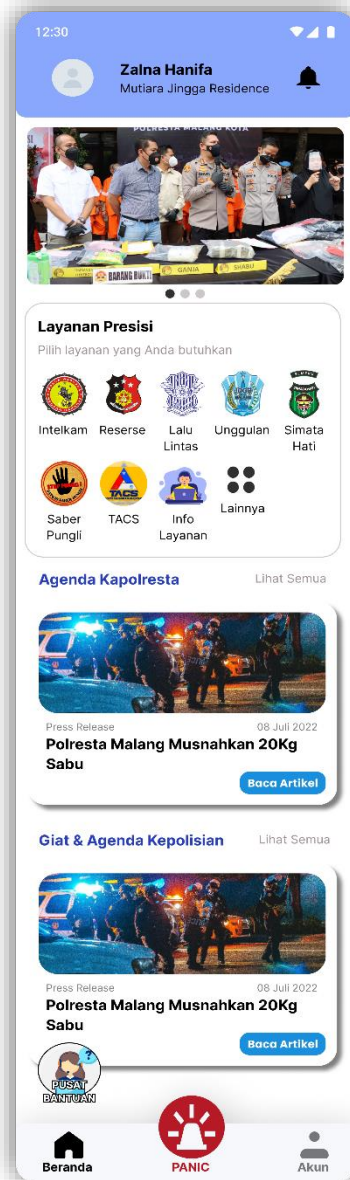 12:30
Zalna Hanifa
Mutiara Jingga Residence
POLRESTA MALANG KOTA
BARANG BUKTI
GANJA
SHABU
Layanan Presisi
Pilih layanan yang Anda butuhkan
Intelkam
Reserse
Lalu
Lintas
Unggulan
Simata
Hati
TACS
Saber
Pungli
TACS
Info
Layanan
Lainnya
Agenda Kapolresta
Lihat Semua
Press Release
08 Juli 2022
Polresta Malang Musnahkan 20Kg
Sabu
Baca Artikel
Giat & Agenda Kepolisian
Lihat Semua
Press Release
08 Juli 2022
Polresta Malang Musnahkan 20Kg
Sabu
Baca Artikel
?
PUSAT
BANTUAN
Beranda
PANIC
Akun